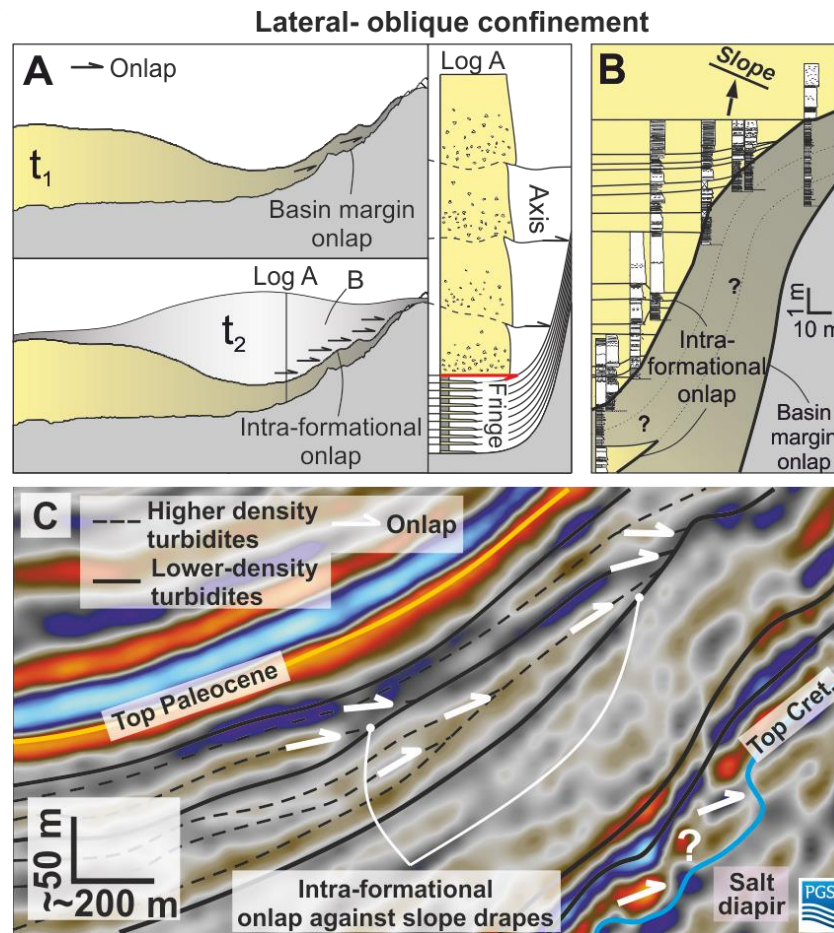 Lateral- oblique confinement
A
Onlap
t1
Basin margin
onlap
Log A
B
t2
Intra-formational
onlap
Log A
Axis
Fringe
B
Slope
?
?
Intra-
formational
onlap
1 m
10 m
Basin
margin
onlap
C
Higher density
turbidites
Onlap
Lower-density
turbidites
Top Paleocene
Top Cret.
~50 m
~200 m
Intra-formational
onlap against slope drapes
?
Salt
diapir
PGS